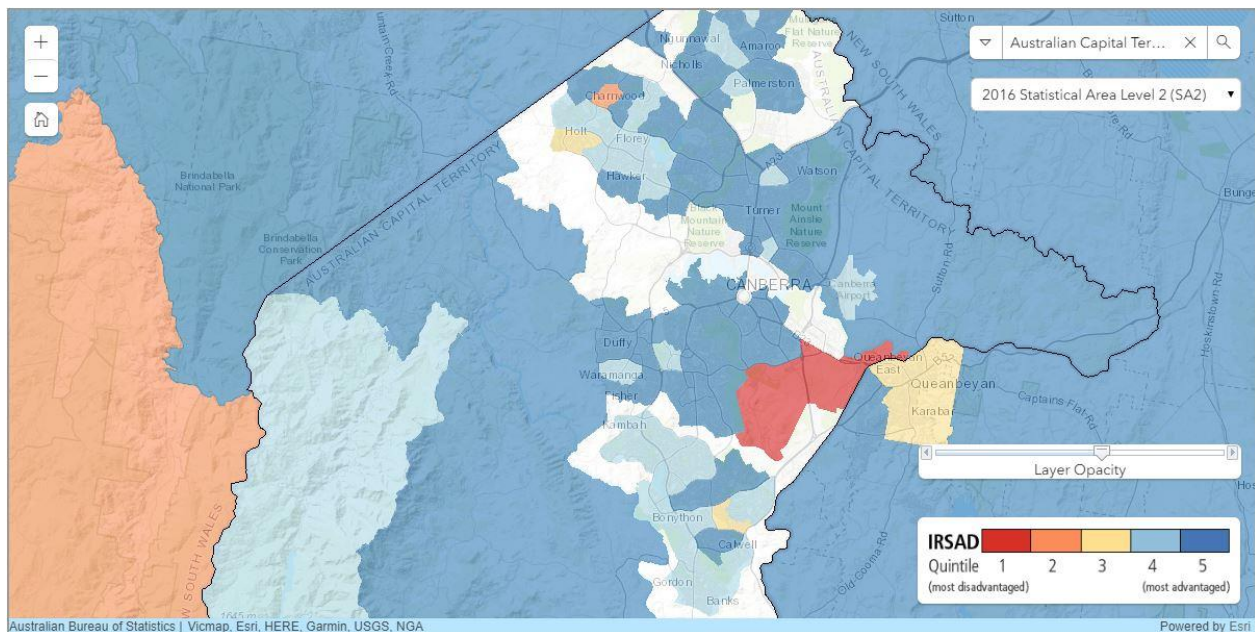 +
−
Australian Capital Ter...
2016 Statistical Area Level 2 (SA2)
Sutton
NEW SOUTH WALES
AUSTRALIAN CAPITAL TERRITORY
Ngunnawal
Amaroo
Flat Nature
Reserve
Nicholls
Palmerston
Charnwood
Holt
Florey
Hawker
A23
Watson
Brindabella
National Park
Brindabella
Conservation
Park
AUSTRALIAN CAPITAL TERRITORY
Black
Mountain
Nature
Reserve
Turner
Mount
Ainslie
Nature
Reserve
Sutton Rd
Hoskinstown Rd
CANBERRA
Canberra
Airport
Duffy
Waramanga
Fisher
Kambah
Queanbeyan
East
B52
Queanbeyan
Karabar
Captains Flat Rd
Layer Opacity
Bonython
Calwell
Gordon
Banks
Old Cooma Rd
NEW SOUTH WALES
IRSAD
Quintile 1 2 3 4 5
(most disadvantaged) (most advantaged)
Australian Bureau of Statistics | Vicmap, Esri, HERE, Garmin, USGS, NGA
Powered by Esri